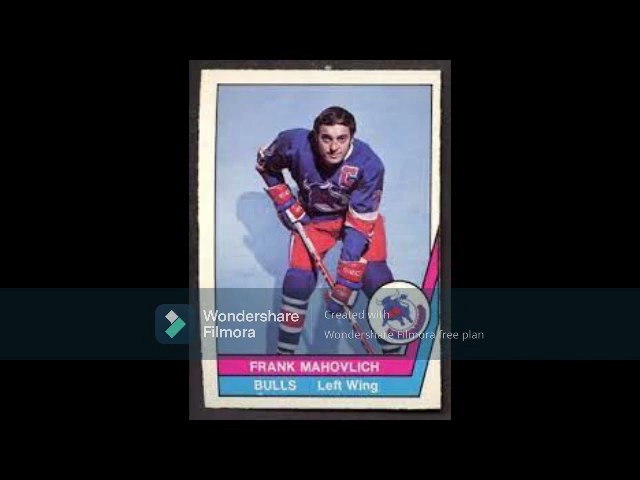 C
Wondershare
Filmora
Created with
Wondershare Filmora free plan
FRANK MAHOVLICH
BULLS Left Wing